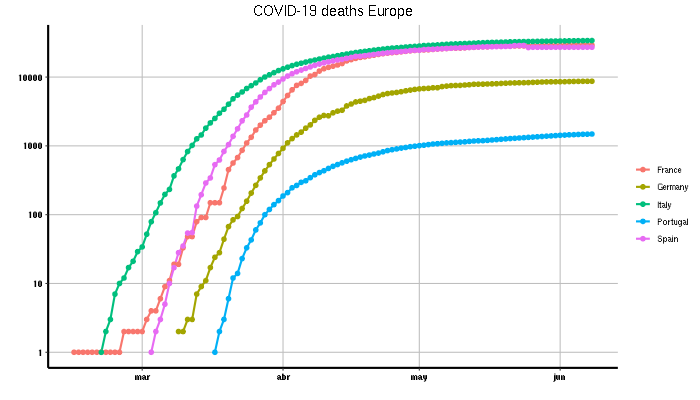 COVID-19 deaths Europe
10000
1000
100
10
1
mar abr may jun
France
Germany
Italy
Portugal
Spain